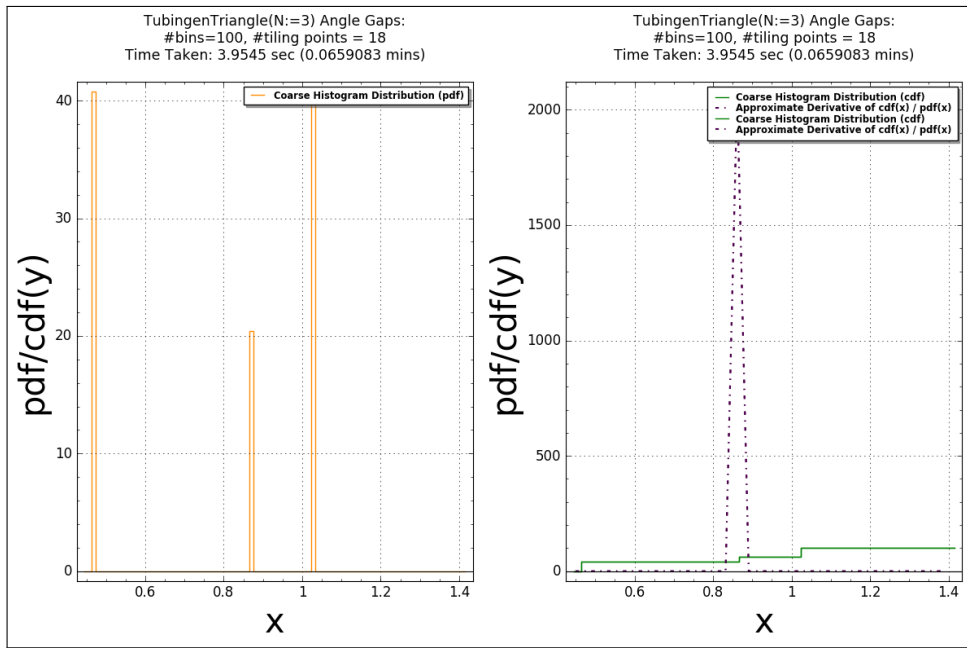 TubingenTriangle(N:=3) Angle Gaps:
#bins=100, #tiling points = 18
Time Taken: 3.9545 sec (0.0659083 mins)
Coarse Histogram Distribution (pdf)
pdf/cdf(y)
40
30
20
10
0
0.6
0.8
1
1.2
1.4
x
TubingenTriangle(N:=3) Angle Gaps:
#bins=100, #tiling points = 18
Time Taken: 3.9545 sec (0.0659083 mins)
Coarse Histogram Distribution (cdf)
Approximate Derivative of cdf(x) / pdf(x)
Coarse Histogram Distribution (cdf)
Approximate Derivative of cdf(x) / pdf(x)
pdf/cdf(y)
2000
1500
1000
500
0
0.6
0.8
1
1.2
1.4
x